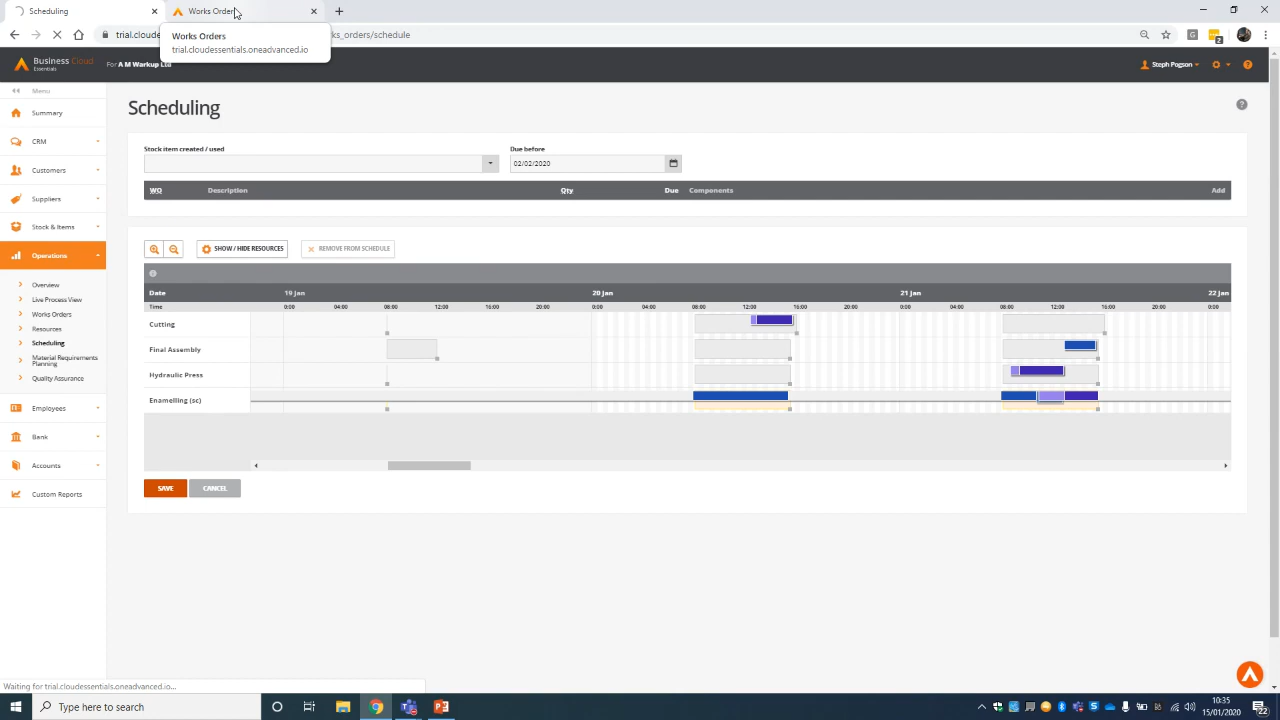 Scheduling
Works Orders
trial.cloudes
rks_orders/schedule
Works Orders
trial.cloudessentials.oneadvanced.io
2
Business Cloud
Essentials
For A M Warkup Ltd
Steph Pogson
Menu
Summary
CRM
Customers
Suppliers
Stock & Items
Operations
Overview
Live Process View
Works Orders
Resources
Scheduling
Material Requirements
Planning
Quality Assurance
Employees
Bank
Accounts
Custom Reports
Scheduling
Stock item created / used
Due before
02/02/2020
WO Description Qty Due Components Add
SHOW / HIDE RESOURCES
REMOVE FROM SCHEDULE
Date 19 Jan 20 Jan 21 Jan 22 Jan
Time 0:00 04:00 08:00 12:00 16:00 20:00 0:00 04:00 08:00 12:00 16:00 20:00 0:00 04:00 08:00 12:00 16:00 20:00 0:00
Cutting
Final Assembly
Hydraulic Press
Enamelling (sc)
SAVE
CANCEL
Waiting for trial.cloudessentials.oneadvanced.io...
Type here to search
10:35
15/01/2020
22